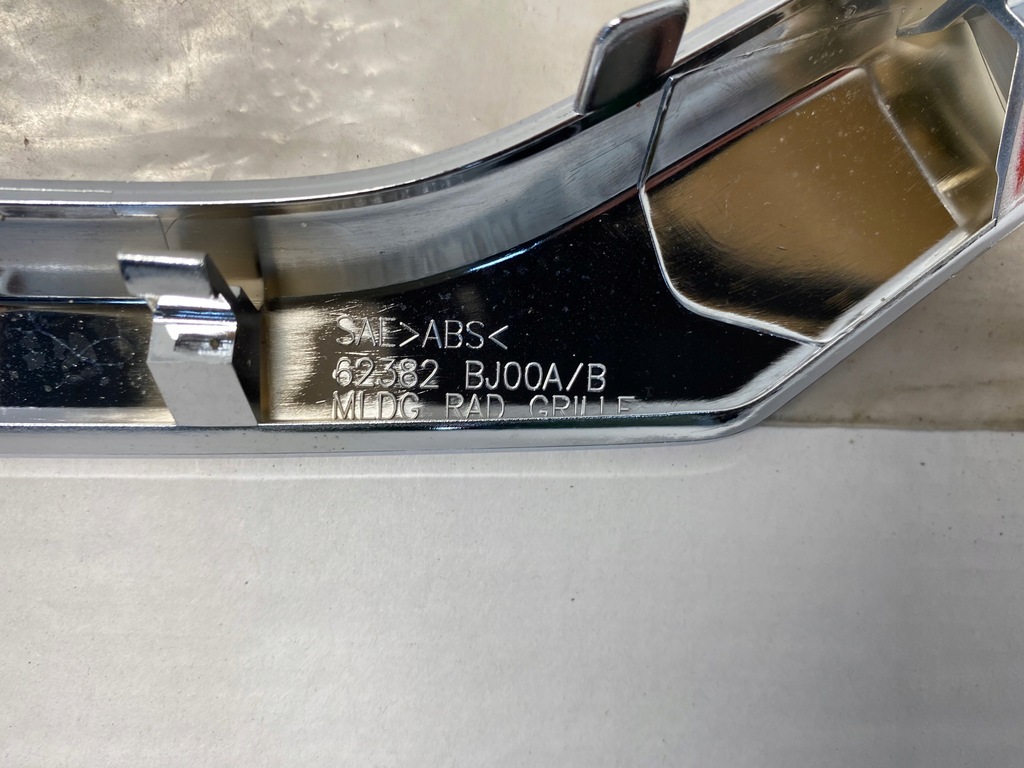 SAE>ABS<
62382 BJ00A/B
MLDG RAD GRILLE